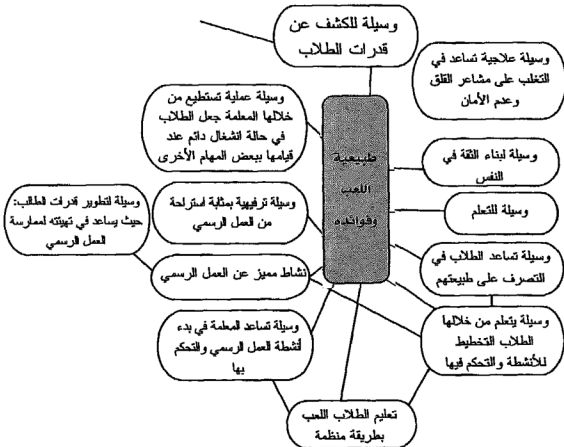 وسيلة للكشف عن
قدرات الطلاب
وسيلة علاجية تساعد في
التغلب على مشاعر القلق
وعدم الأمان
وسيلة عملية تستطيع من
خلالها المعلمة جعل الطلاب
في حالة انشغال دائم عند
قيامها ببعض المهام الأخرى
طبيعية
اللعب
وفوائده
وسيلة لبناء الثقة في
النفس
وسيلة للتعلم
وسيلة ترفيهية بمثابة استراحة
من العمل الرسمي
وسيلة لتطوير قدرات الطالب:
حيث يساعد في تهيئته لممارسة
العمل الرسمي
وسيلة تساعد الطلاب في
التصرف على طبيعتهم
نشاط مميز عن العمل الرسمي
وسيلة يتعلم من خلالها
الطلاب التخطيط
للأنشطة والتحكم فيها
وسيلة تساعد المعلمة في بدء
أنشطة العمل الرسمي والتحكم
بها
تعليم الطلاب اللعب
بطريقة منظمة